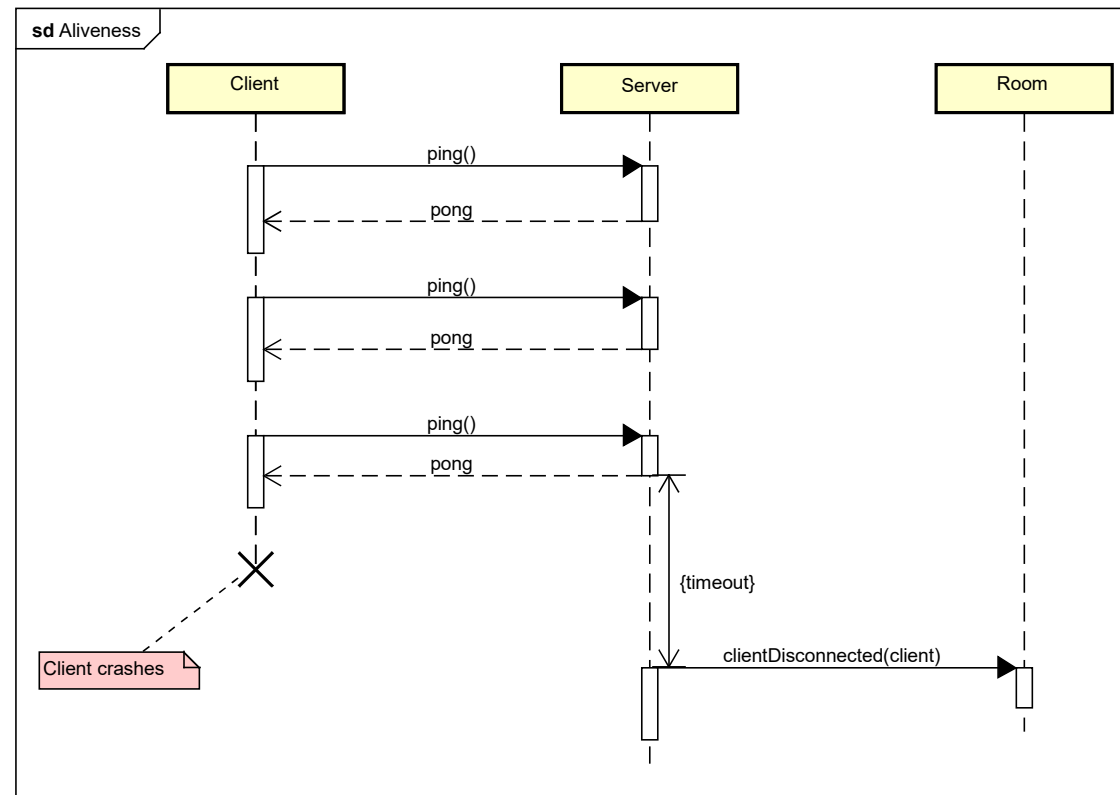 sd Aliveness
Client
Server
Room
ping()
pong
ping()
pong
ping()
pong
{timeout}
clientDisconnected(client)
Client crashes